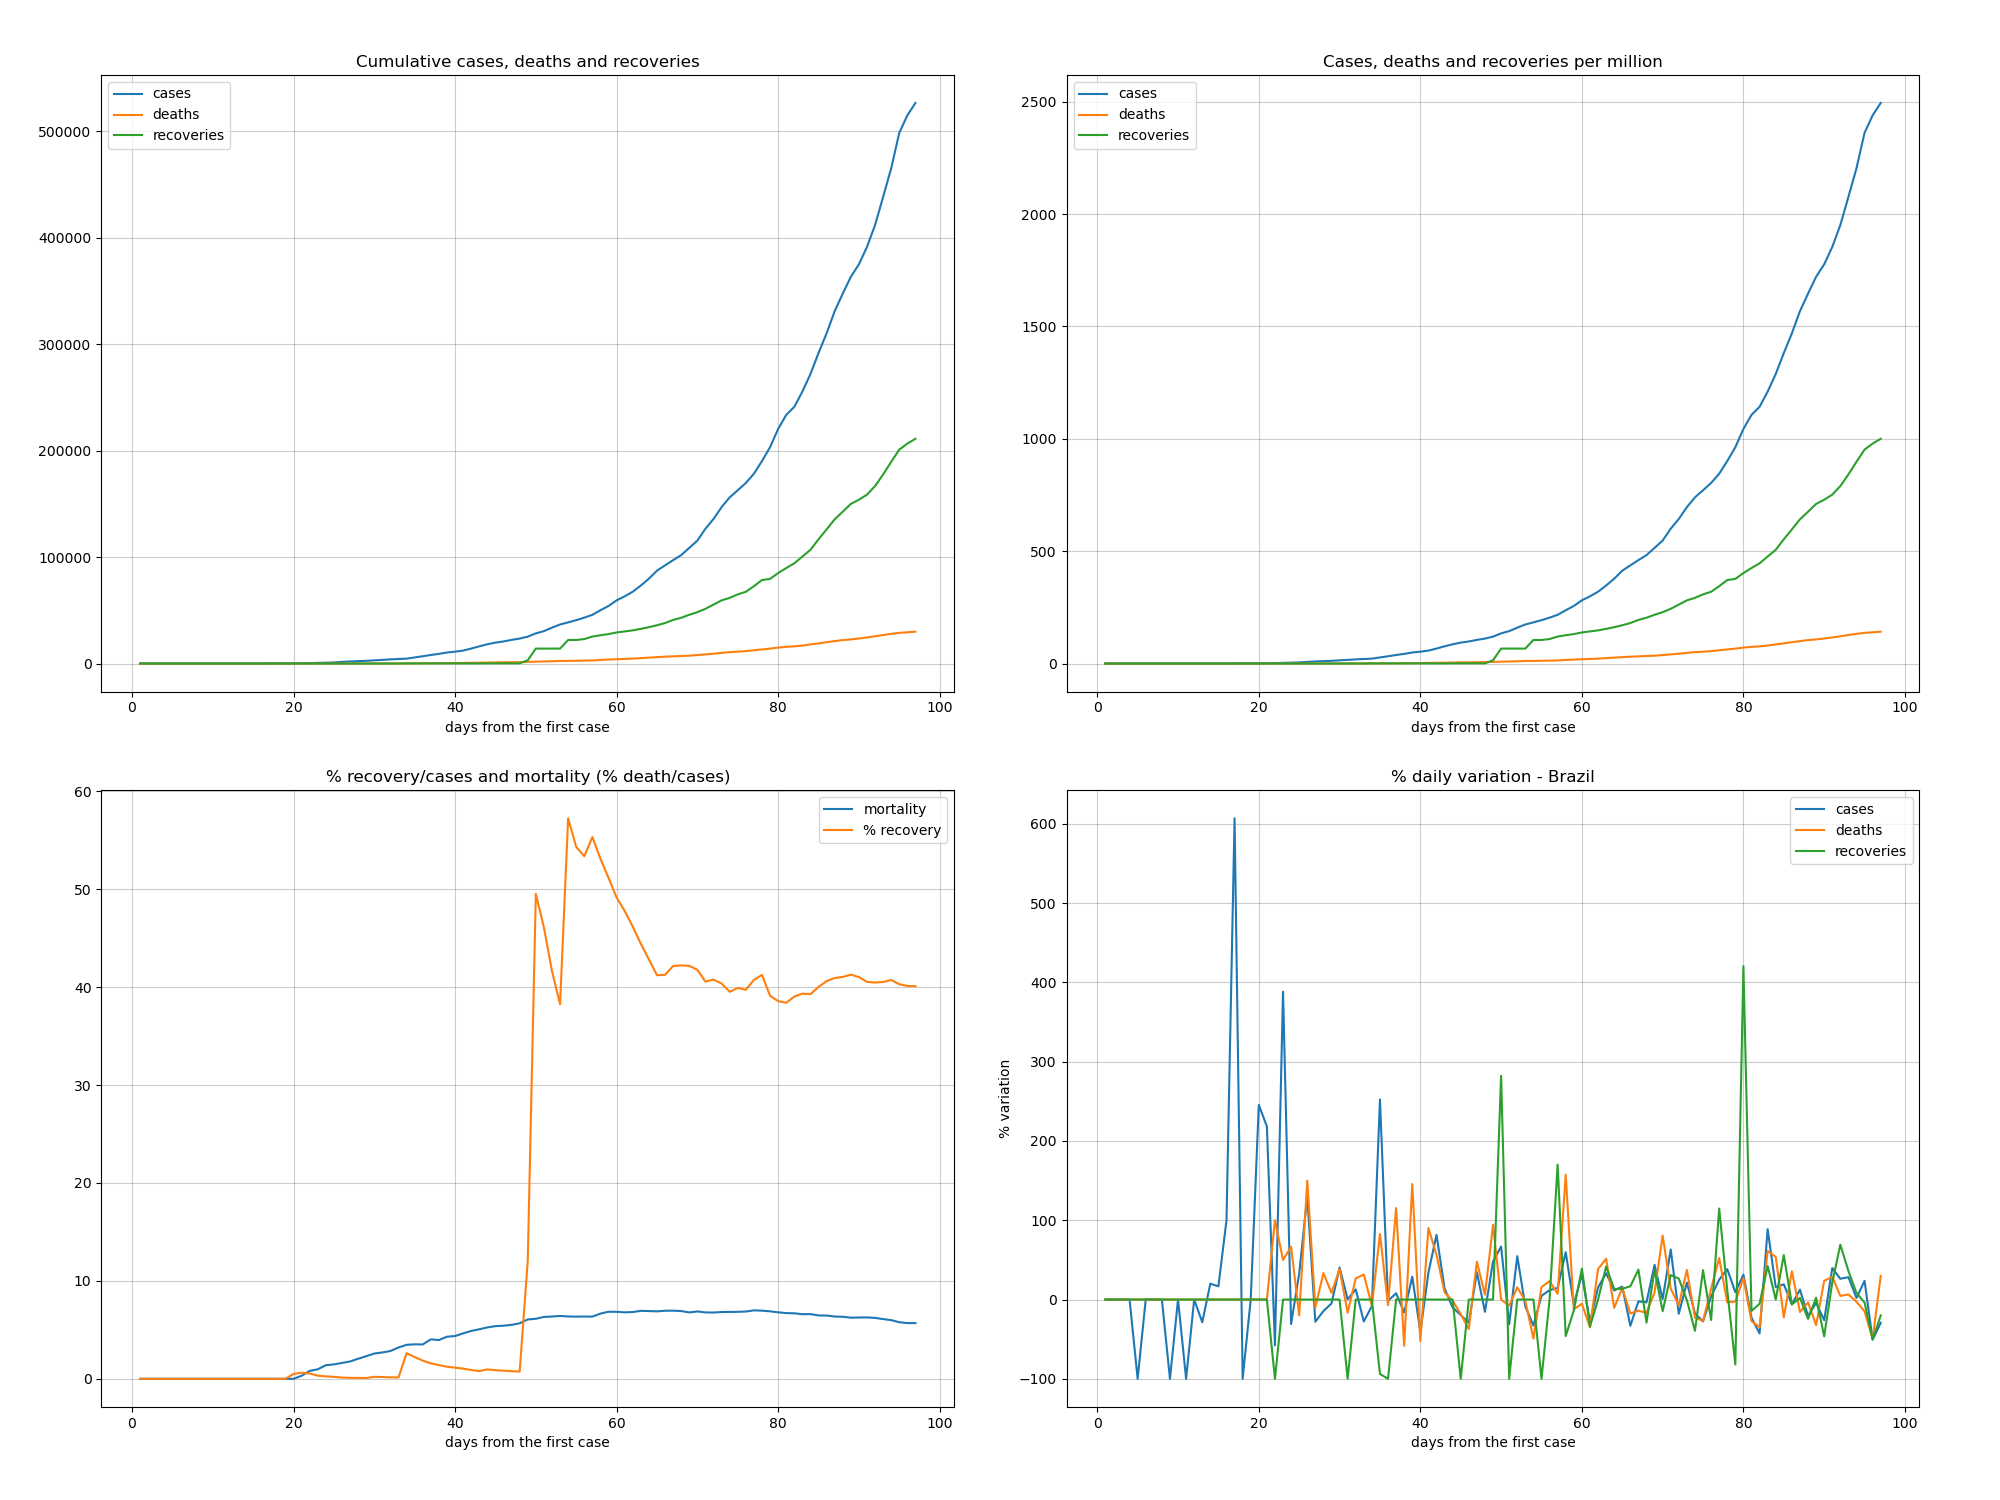 Cumulative cases, deaths and recoveries
cases
deaths
recoveries
500000
400000
300000
200000
100000
0
0 20 40 60 80 100
days from the first case
Cases, deaths and recoveries per million
cases
deaths
recoveries
2500
2000
1500
1000
500
0
0 20 40 60 80 100
days from the first case
% recovery/cases and mortality (% death/cases)
mortality
% recovery
60
50
40
30
20
10
0
0 20 40 60 80 100
days from the first case
% daily variation - Brazil
cases
deaths
recoveries
% variation
600
500
400
300
200
100
0
−100
0 20 40 60 80 100
days from the first case